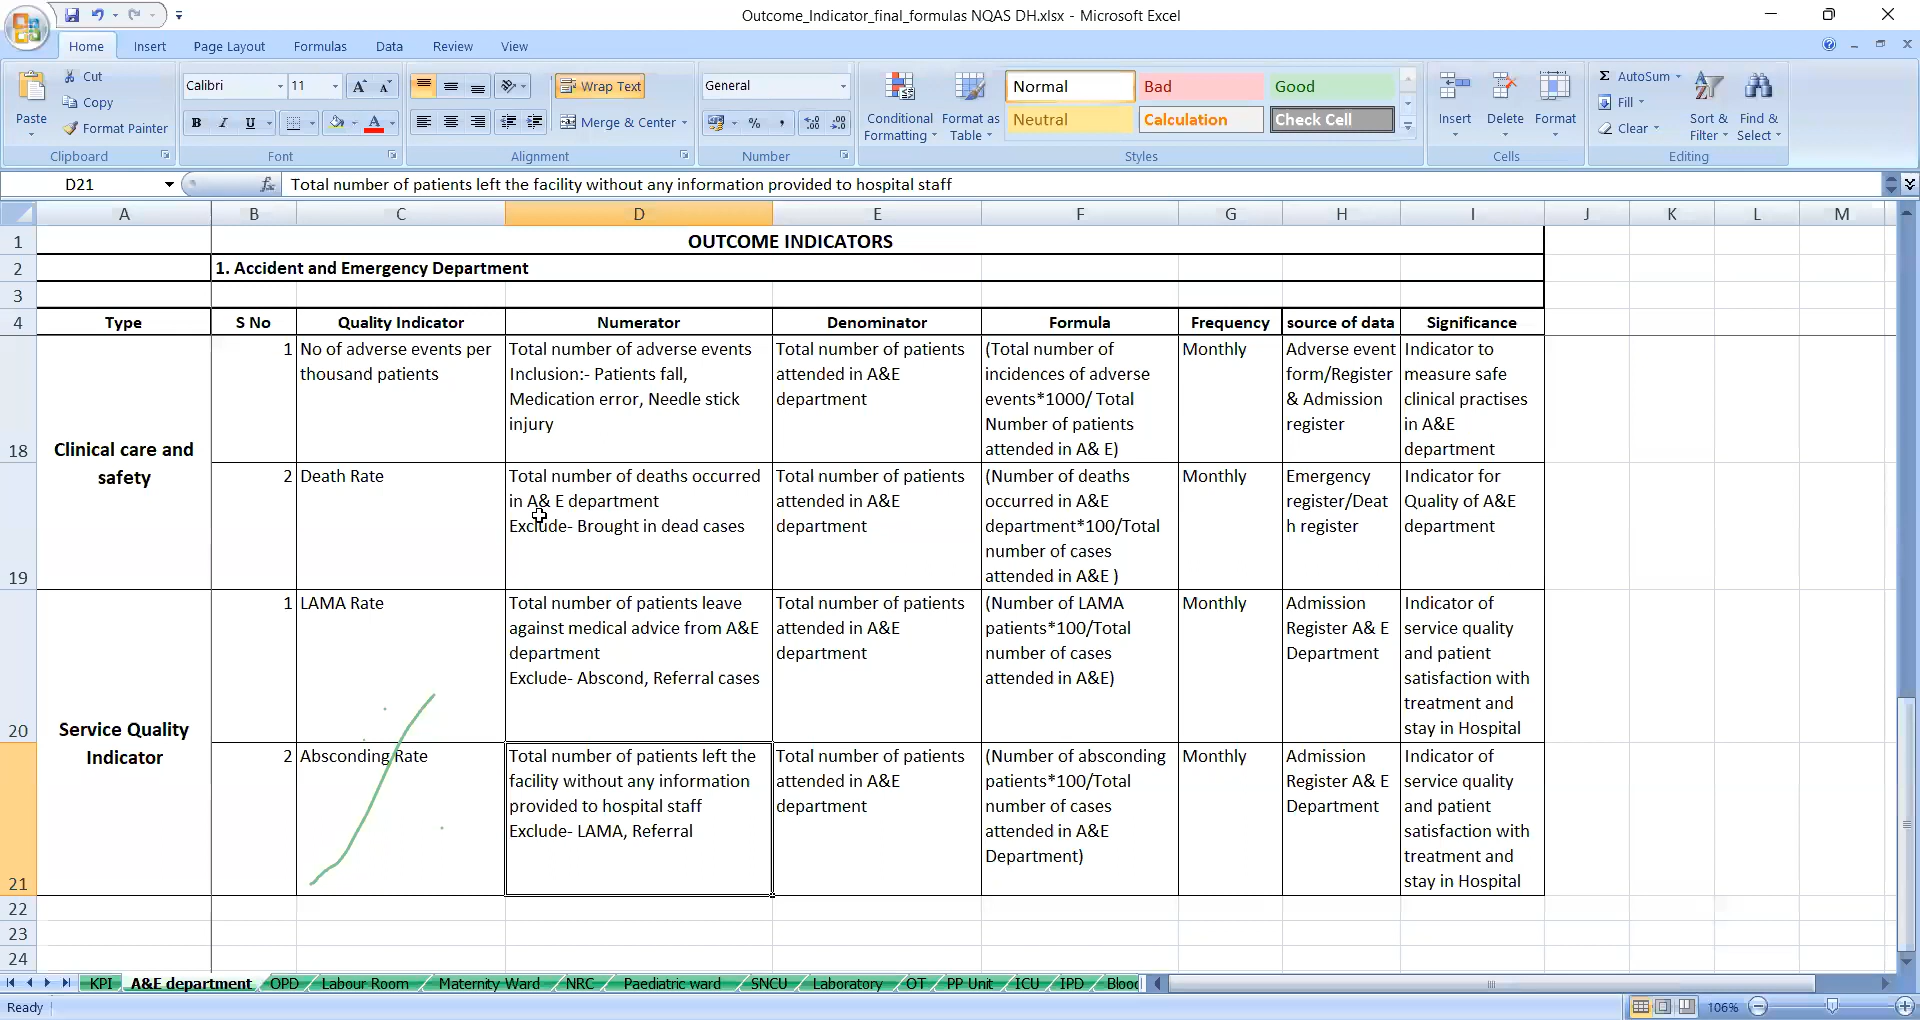 Outcome_Indicator_final_formulas NQAS DH.xlsx - Microsoft Excel
Home Insert Page Layout Formulas Data Review View
Paste
Cut
Copy
Format Painter
Clipboard
Calibri 11
B I U A
Font
Wrap Text
Merge & Center
Alignment
General
%
Number
Conditional
Formatting
Format as
Table
Normal Bad Good
Neutral Calculation Check Cell
Styles
Insert Delete Format
Cells
Σ AutoSum
Fill
Clear
Sort &
Filter
Find &
Select
Editing
D21 fx Total number of patients left the facility without any information provided to hospital staff
A B C D E F G H I J K L M
1 OUTCOME INDICATORS
2 1. Accident and Emergency Department
3
4 Type S No Quality Indicator Numerator Denominator Formula Frequency source of data Significance
18
Clinical care and
safety
1
No of adverse events per
thousand patients
Total number of adverse events
Inclusion:- Patients fall,
Medication error, Needle stick
injury
Total number of patients
attended in A&E
department
(Total number of
incidences of adverse
events*1000/ Total
Number of patients
attended in A& E)
Monthly
Adverse event
form/Register
& Admission
register
Indicator to
measure safe
clinical practises
in A&E
department
19
2
Death Rate
Total number of deaths occurred
in A& E department
Exclude- Brought in dead cases
Total number of patients
attended in A&E
department
(Number of deaths
occurred in A&E
department*100/Total
number of cases
attended in A&E )
Monthly
Emergency
register/Deat
h register
Indicator for
Quality of A&E
department
20
Service Quality
Indicator
1
LAMA Rate
Total number of patients leave
against medical advice from A&E
department
Exclude- Abscond, Referral cases
Total number of patients
attended in A&E
department
(Number of LAMA
patients*100/Total
number of cases
attended in A&E)
Monthly
Admission
Register A& E
Department
Indicator of
service quality
and patient
satisfaction with
treatment and
stay in Hospital
21
2
Absconding Rate
Total number of patients left the
facility without any information
provided to hospital staff
Exclude- LAMA, Referral
Total number of patients
attended in A&E
department
(Number of absconding
patients*100/Total
number of cases
attended in A&E
Department)
Monthly
Admission
Register A& E
Department
Indicator of
service quality
and patient
satisfaction with
treatment and
stay in Hospital
22
23
24
KPI A&E department OPD Labour Room Maternity Ward NRC Paediatric ward SNCU Laboratory OT PP Unit ICU IPD Blood
Ready 106%